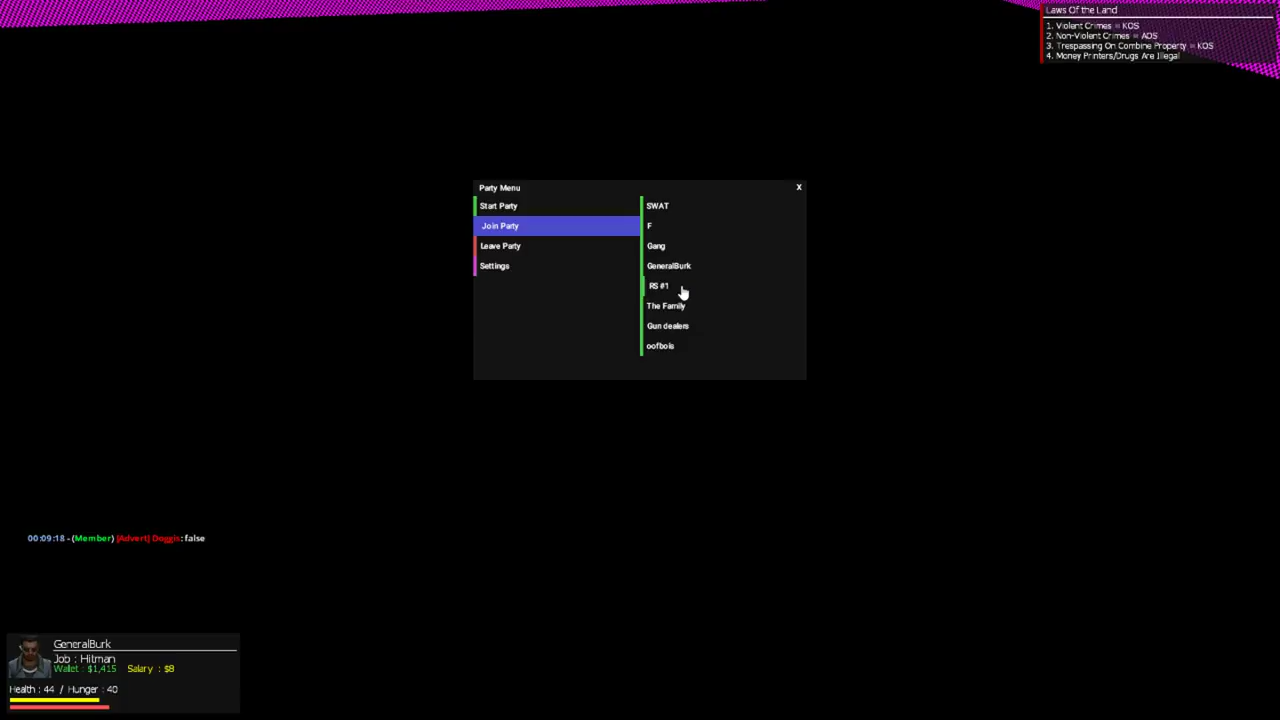 Laws Of the Land
1. Violent Crimes = KOS
2. Non-Violent Crimes = AOS
3. Trespassing On Combine Property = KOS
4. Money Printers/Drugs Are Illegal
Party Menu X
Start Party
Join Party
Leave Party
Settings
SWAT
F
Gang
GeneralBurk
RS #1
The Family
Gun dealers
oofbois
00:09:18 - (Member) [Advert] Doggis: false
GeneralBurk
Job : Hitman
Wallet : $1,415 Salary : $8
Health : 44 / Hunger : 40